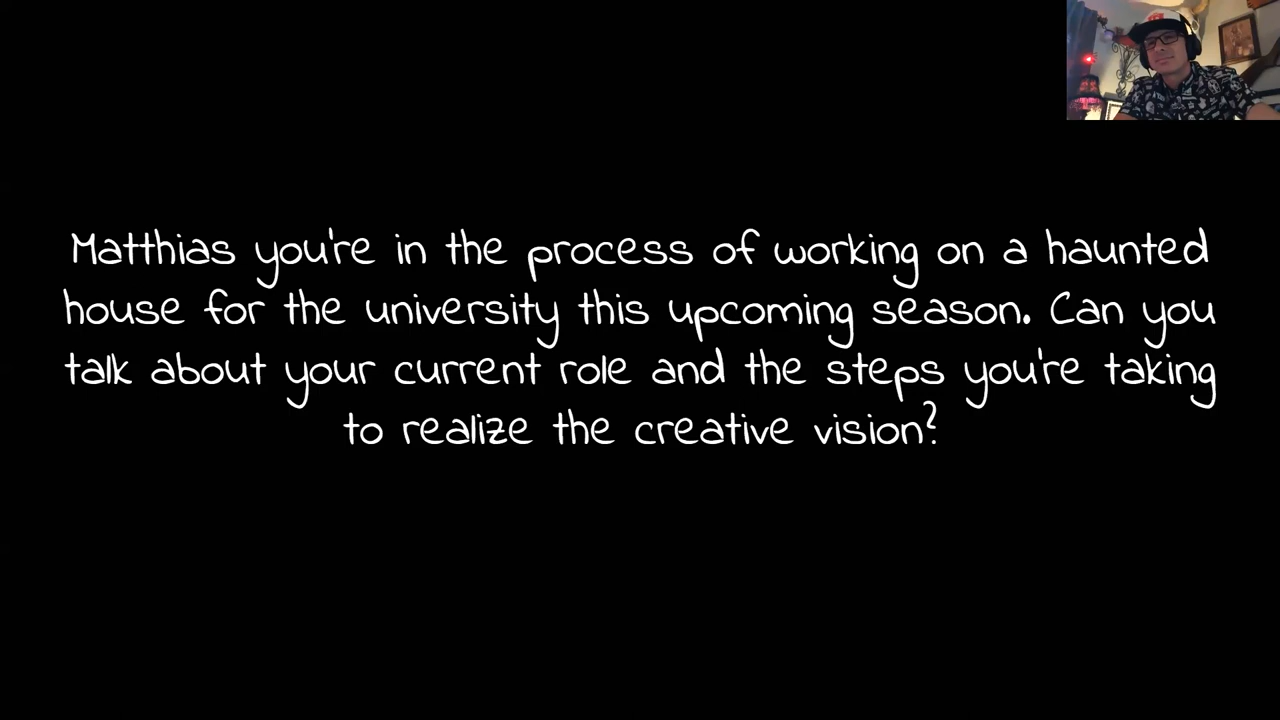 Matthias you're in the process of working on a haunted
house for the university this upcoming season. Can you
talk about your current role and the steps you're taking
to realize the creative vision?